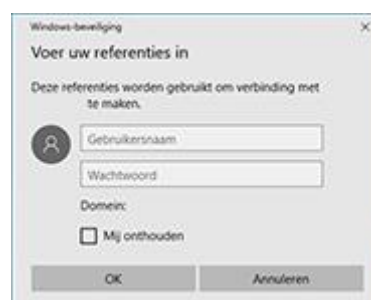 Windows-beveiliging
Voer uw referenties in
Deze referenties worden gebruikt om verbinding met
te maken.
Gebruikersnaam
Wachtwoord
Domein:
Mij onthouden
OK
Annuleren